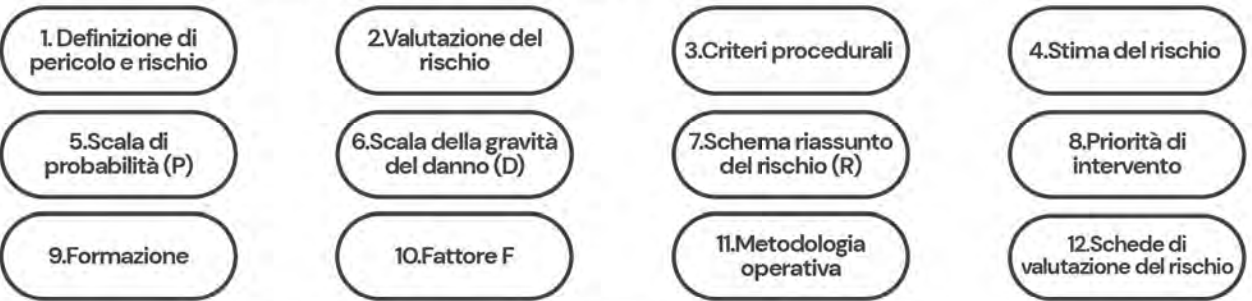 1. Definizione di
pericolo e rischio
2.Valutazione del
rischio
3.Criteri procedurali
4.Stima del rischio
5.Scala di
probabilità (P)
6.Scala della gravità
del danno (D)
7.Schema riassunto
del rischio (R)
8.Priorità di
intervento
9.Formazione
10.Fattore F
11.Metodologia
operativa
12.Schede di
valutazione del rischio